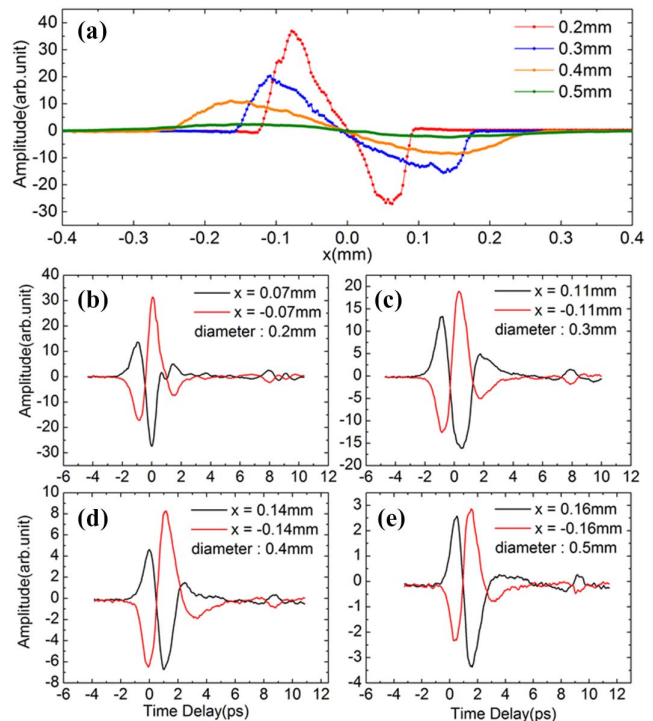 (a)
0.2mm
0.3mm
0.4mm
0.5mm
Amplitude(arb.unit)
40
30
20
10
0
-10
-20
-30
-0.4 -0.3 -0.2 -0.1 0.0 0.1 0.2 0.3 0.4
x(mm)
(b)
x = 0.07mm
x = -0.07mm
diameter : 0.2mm
Amplitude(arb.unit)
40
30
20
10
0
-10
-20
-30
-6 -4 -2 0 2 4 6 8 10 12
(c)
x = 0.11mm
x = -0.11mm
diameter : 0.3mm
20
15
10
5
0
-5
-10
-15
-20
-6 -4 -2 0 2 4 6 8 10 12
(d)
x = 0.14mm
x = -0.14mm
diameter : 0.4mm
Amplitude(arb.unit)
10
8
6
4
2
0
-2
-4
-6
-8
-6 -4 -2 0 2 4 6 8 10 12
Time Delay(ps)
(e)
x = 0.16mm
x = -0.16mm
diameter : 0.5mm
3
2
1
0
-1
-2
-3
-4
-6 -4 -2 0 2 4 6 8 10 12
Time Delay(ps)